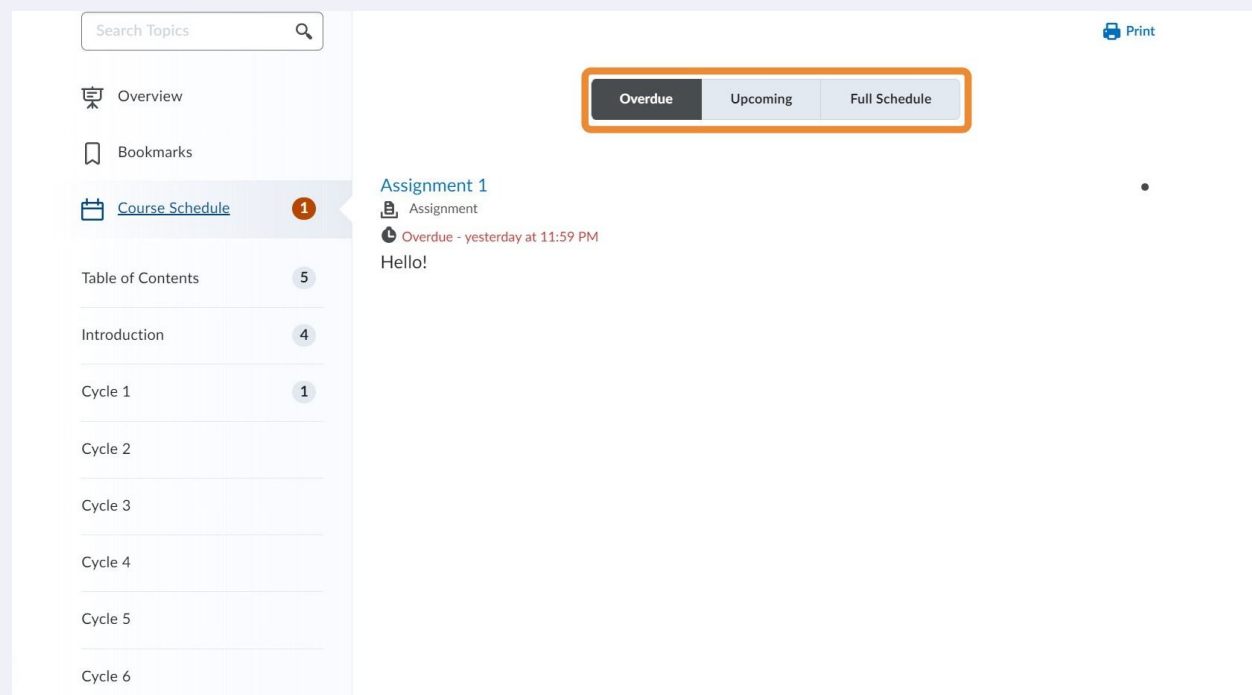 Search Topics
Overview
Bookmarks
Course Schedule 1
Table of Contents 5
Introduction 4
Cycle 1 1
Cycle 2
Cycle 3
Cycle 4
Cycle 5
Cycle 6
Print
Overdue Upcoming Full Schedule
Assignment 1
Assignment
Overdue - yesterday at 11:59 PM
Hello!